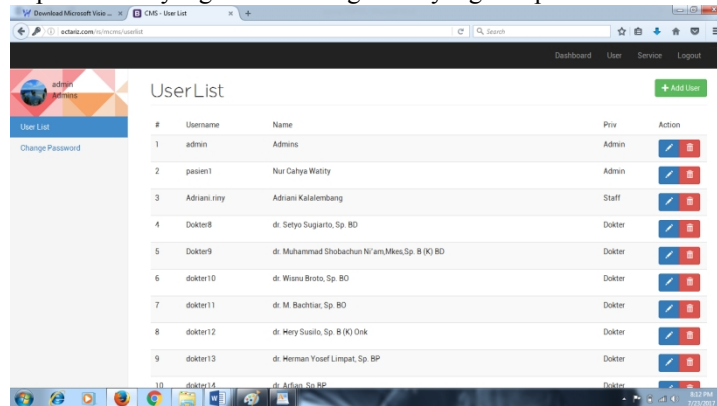 Download Microsoft Visio ...
CMS - User List
octariz.com/rs/mcms/userlist
Search
Dashboard User Service Logout
admin
Admins
User List
Change Password
UserList
Add User
# Username Name Priv Action
1 admin Admins Admin
2 pasien1 Nur Cahya Watity Admin
3 Adriani.riny Adriani Kalalembang Staff
4 Dokter8 dr. Setyo Sugiarto, Sp. BD Dokter
5 Dokter9 dr. Muhammad Shobachun Ni'am,Mkes,Sp. B (K) BD Dokter
6 dokter10 dr. Wisnu Broto, Sp. BO Dokter
7 dokter11 dr. M. Bachtiar, Sp. BO Dokter
8 dokter12 dr. Hery Susilo, Sp. B (K) Onk Dokter
9 dokter13 dr. Herman Yosef Limpat, Sp. BP Dokter
10 dokter14 dr. Arfian, Sp.BP Dokter
8:12 PM
7/23/2017